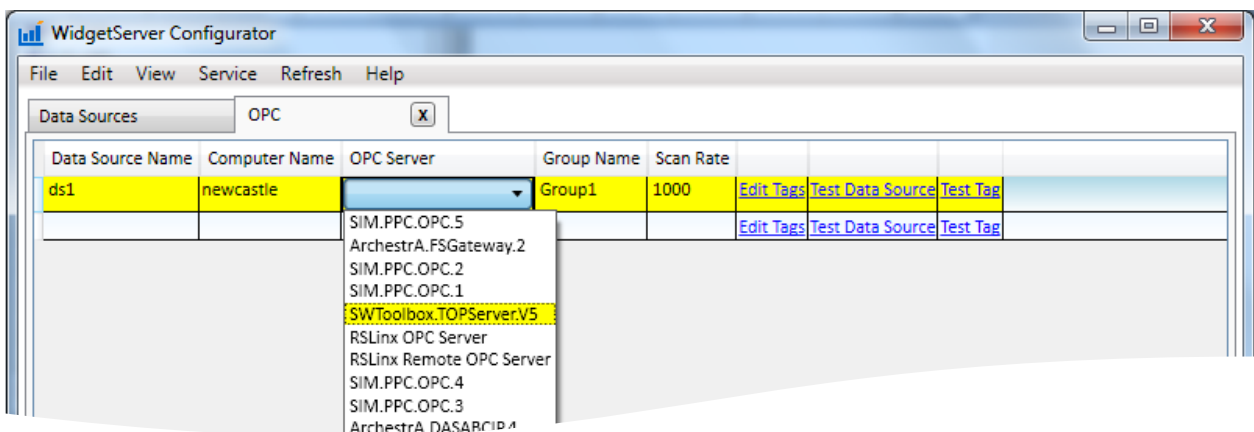 WidgetServer Configurator
X
File Edit View Service Refresh Help
Data Sources OPC X
Data Source Name Computer Name OPC Server Group Name Scan Rate
ds1 newcastle Group1 1000 Edit Tags Test Data Source Test Tag
SIM.PPC.OPC.5 Edit Tags Test Data Source Test Tag
ArchestrA.FSGateway.2
SIM.PPC.OPC.2
SIM.PPC.OPC.1
SWToolbox.TOPServer.V5
RSLinx OPC Server
RSLinx Remote OPC Server
SIM.PPC.OPC.4
SIM.PPC.OPC.3
ArchestrA.DASABCIP.4